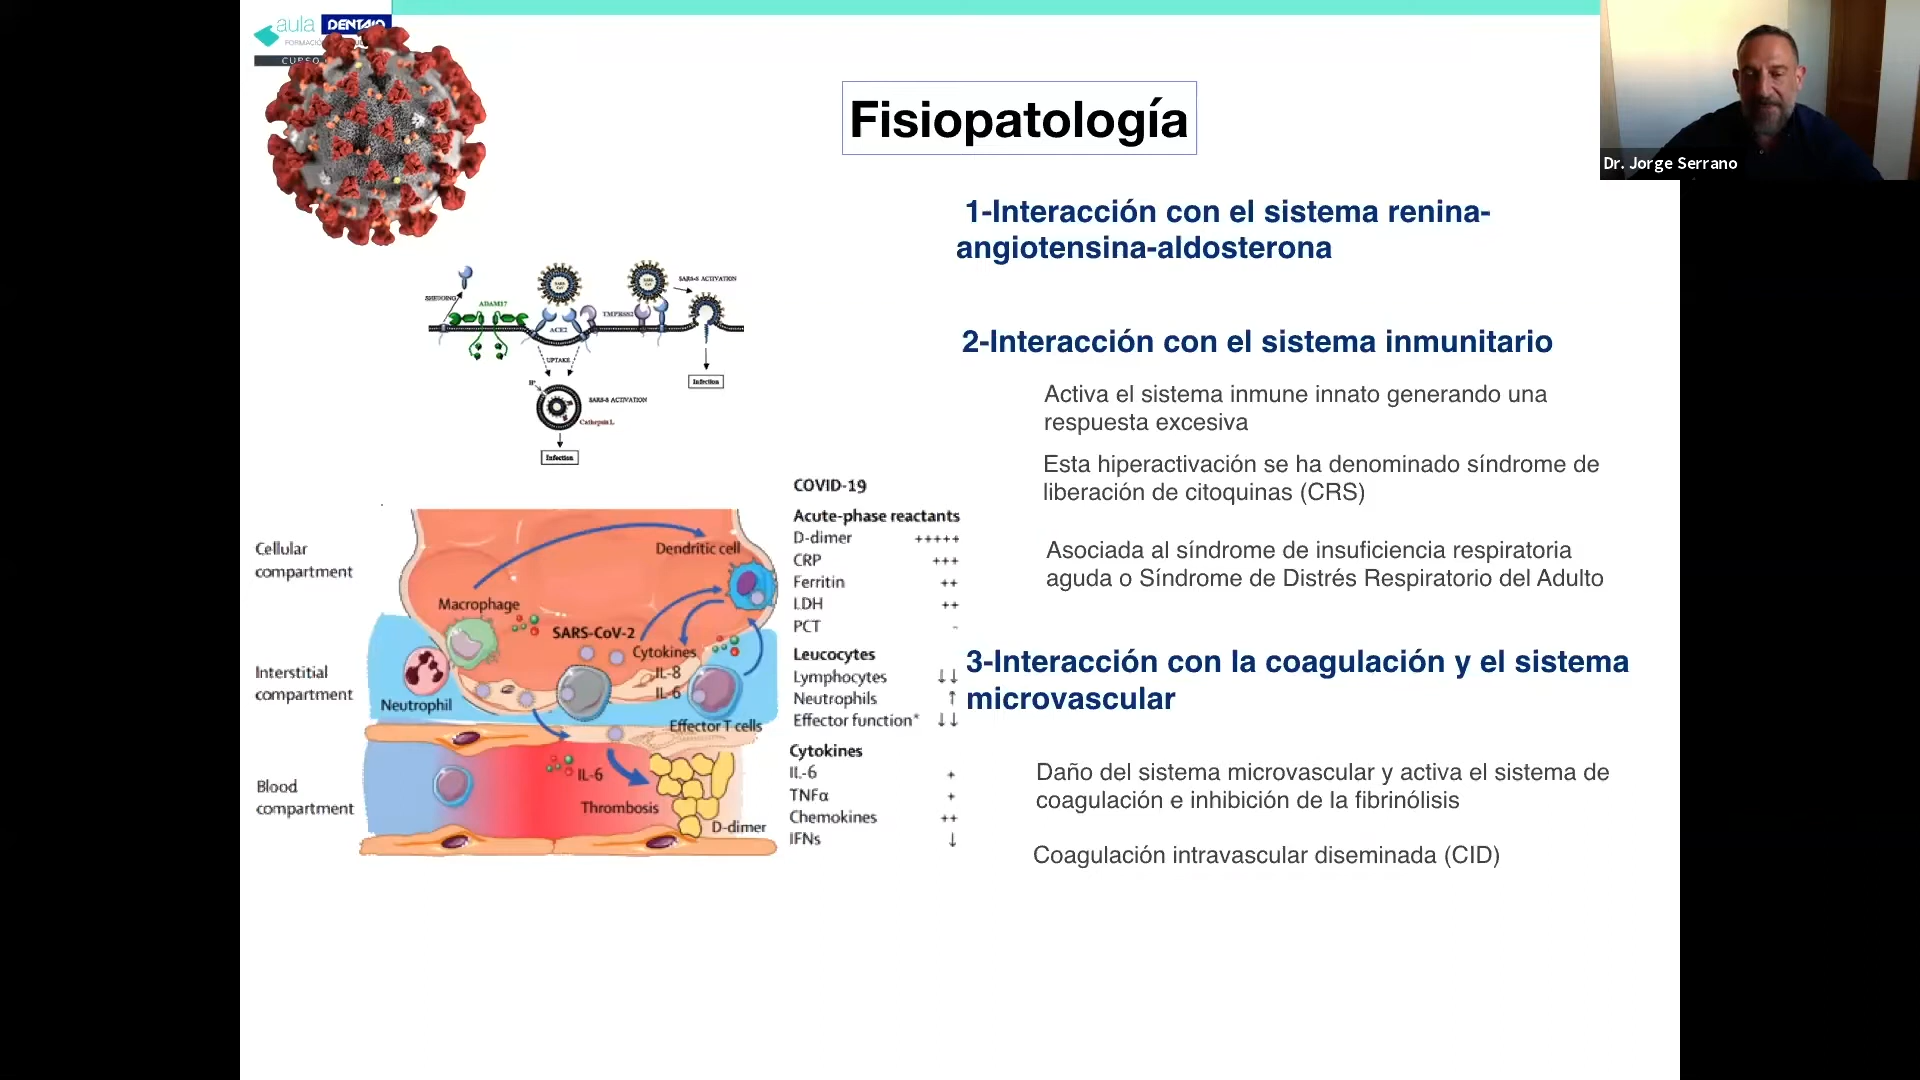 aula DENTAID
CURSO
Fisiopatología
Dr. Jorge Serrano
1-Interacción con el sistema renina-
angiotensina-aldosterona
2-Interacción con el sistema inmunitario
Activa el sistema inmune innato generando una
respuesta excesiva
Esta hiperactivación se ha denominado síndrome de
liberación de citoquinas (CRS)
Asociada al síndrome de insuficiencia respiratoria
aguda o Síndrome de Distrés Respiratorio del Adulto
3-Interacción con la coagulación y el sistema
microvascular
Daño del sistema microvascular y activa el sistema de
coagulación e inhibición de la fibrinólisis
Coagulación intravascular diseminada (CID)
SHEDDING
ADAM17
ACE2
TMPRSS2
SARS-S ACTIVATION
UPTAKE
Infection
SARS-S ACTIVATION
Cathepsin L
Infection
Cellular
compartment
Interstitial
compartment
Blood
compartment
Dendritic cell
Macrophage
SARS-CoV-2
Cytokines
IL-8
IL-6
Neutrophil
Effector T cells
IL-6
Thrombosis
D-dimer
COVID-19
Acute-phase reactants
D-dimer +++++
CRP +++
Ferritin ++
LDH ++
PCT -
Leucocytes
Lymphocytes ↓↓
Neutrophils ↑
Effector function* ↓↓
Cytokines
IL-6 +
TNFα +
Chemokines ++
IFNs ↓